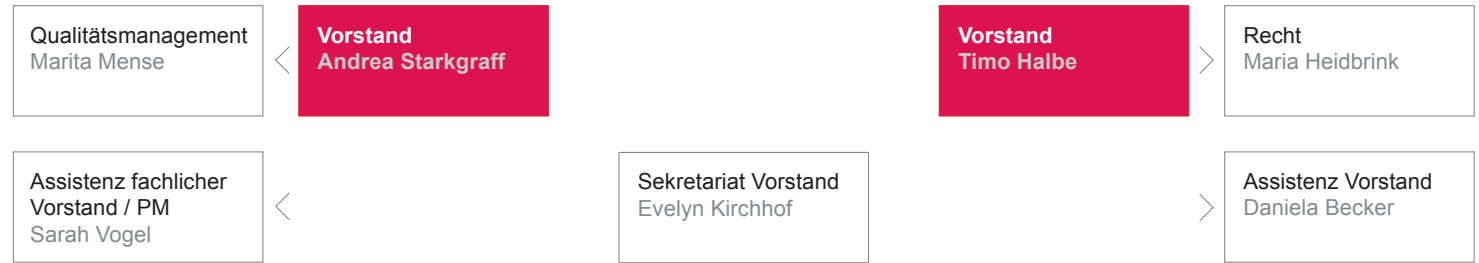 Qualitätsmanagement
Marita Mense
Vorstand
Andrea Starkgraff
Vorstand
Timo Halbe
Recht
Maria Heidbrink
Assistenz fachlicher
Vorstand / PM
Sarah Vogel
Sekretariat Vorstand
Evelyn Kirchhof
Assistenz Vorstand
Daniela Becker